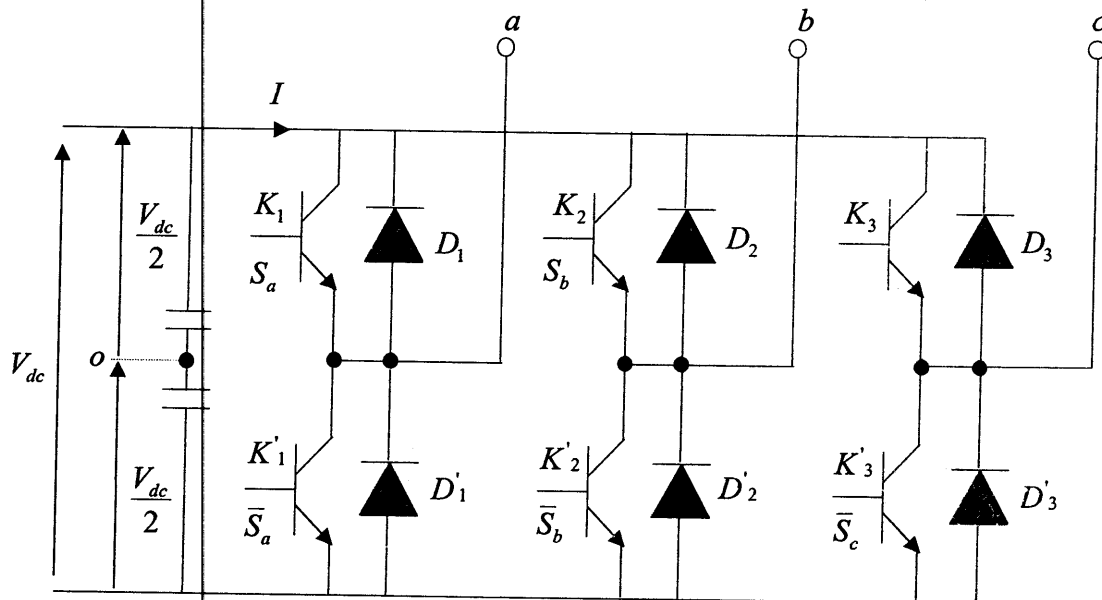 a
b
c
I
V_dc/2
K_1
S_a
D_1
K_2
S_b
D_2
K_3
D_3
V_dc
o
V_dc/2
K'_1
S̅_a
D'_1
K'_2
S̅_b
D'_2
K'_3
S̅_c
D'_3